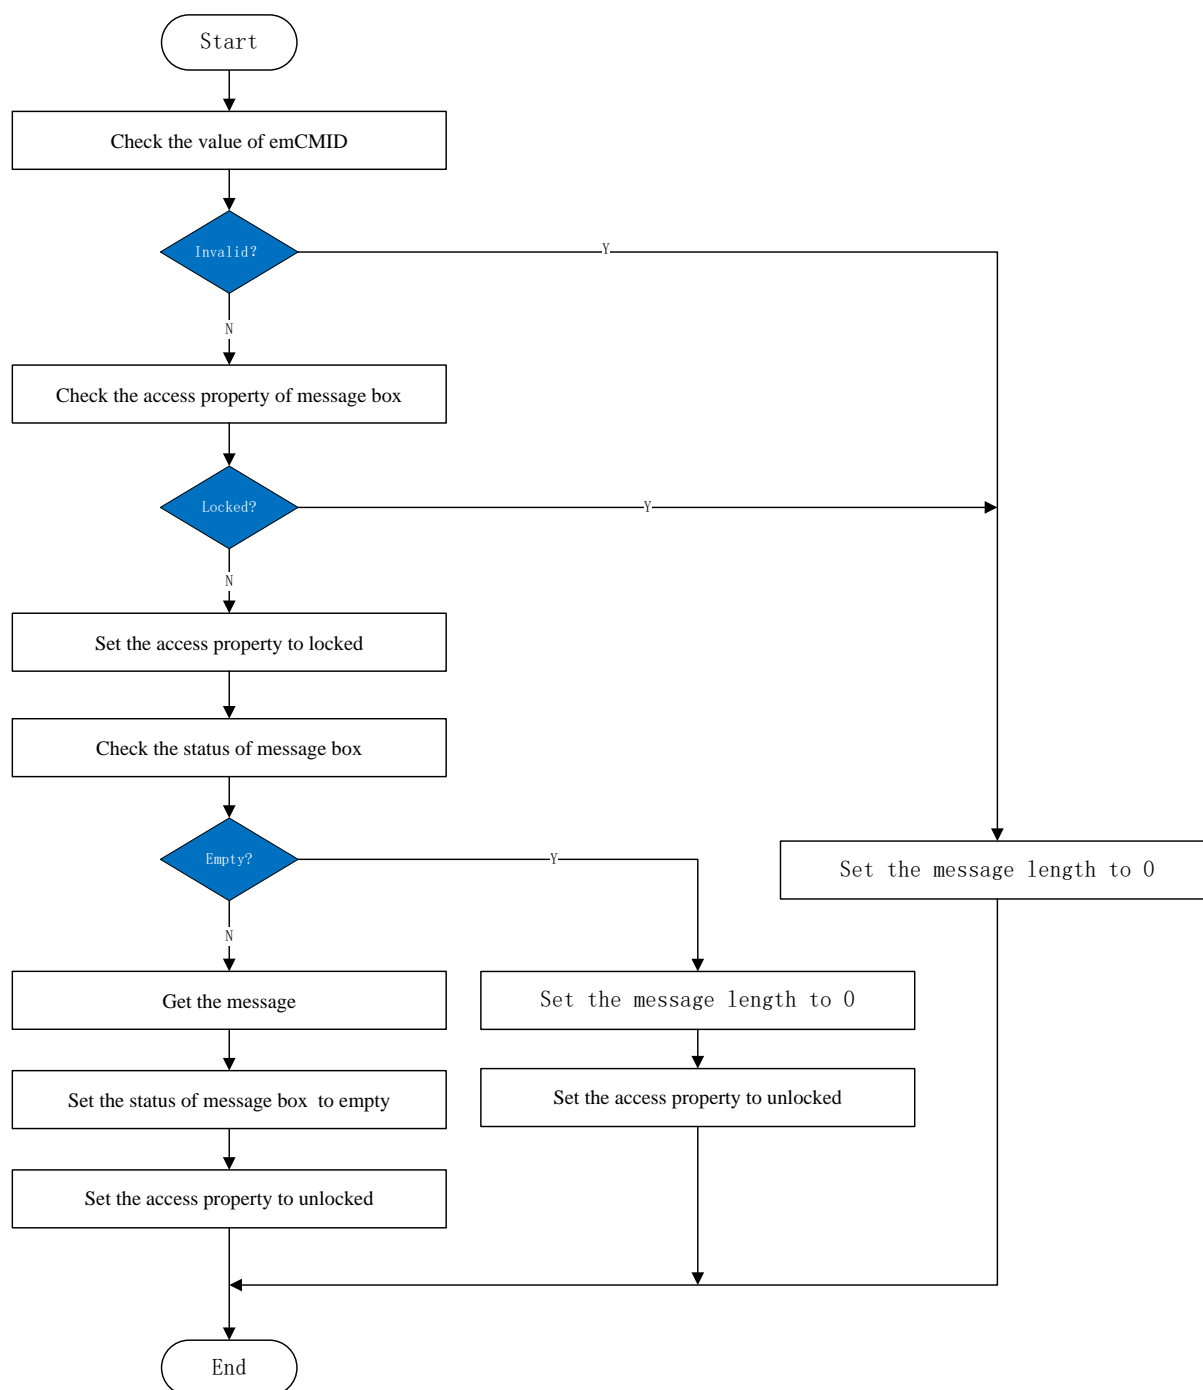 Start
Check the value of emCMID
Invalid?
Y
N
Check the access property of message box
Locked?
Y
N
Set the access property to locked
Check the status of message box
Empty?
Y
Set the message length to 0
N
Get the message
Set the message length to 0
Set the status of message box  to empty
Set the access property to unlocked
Set the access property to unlocked
End